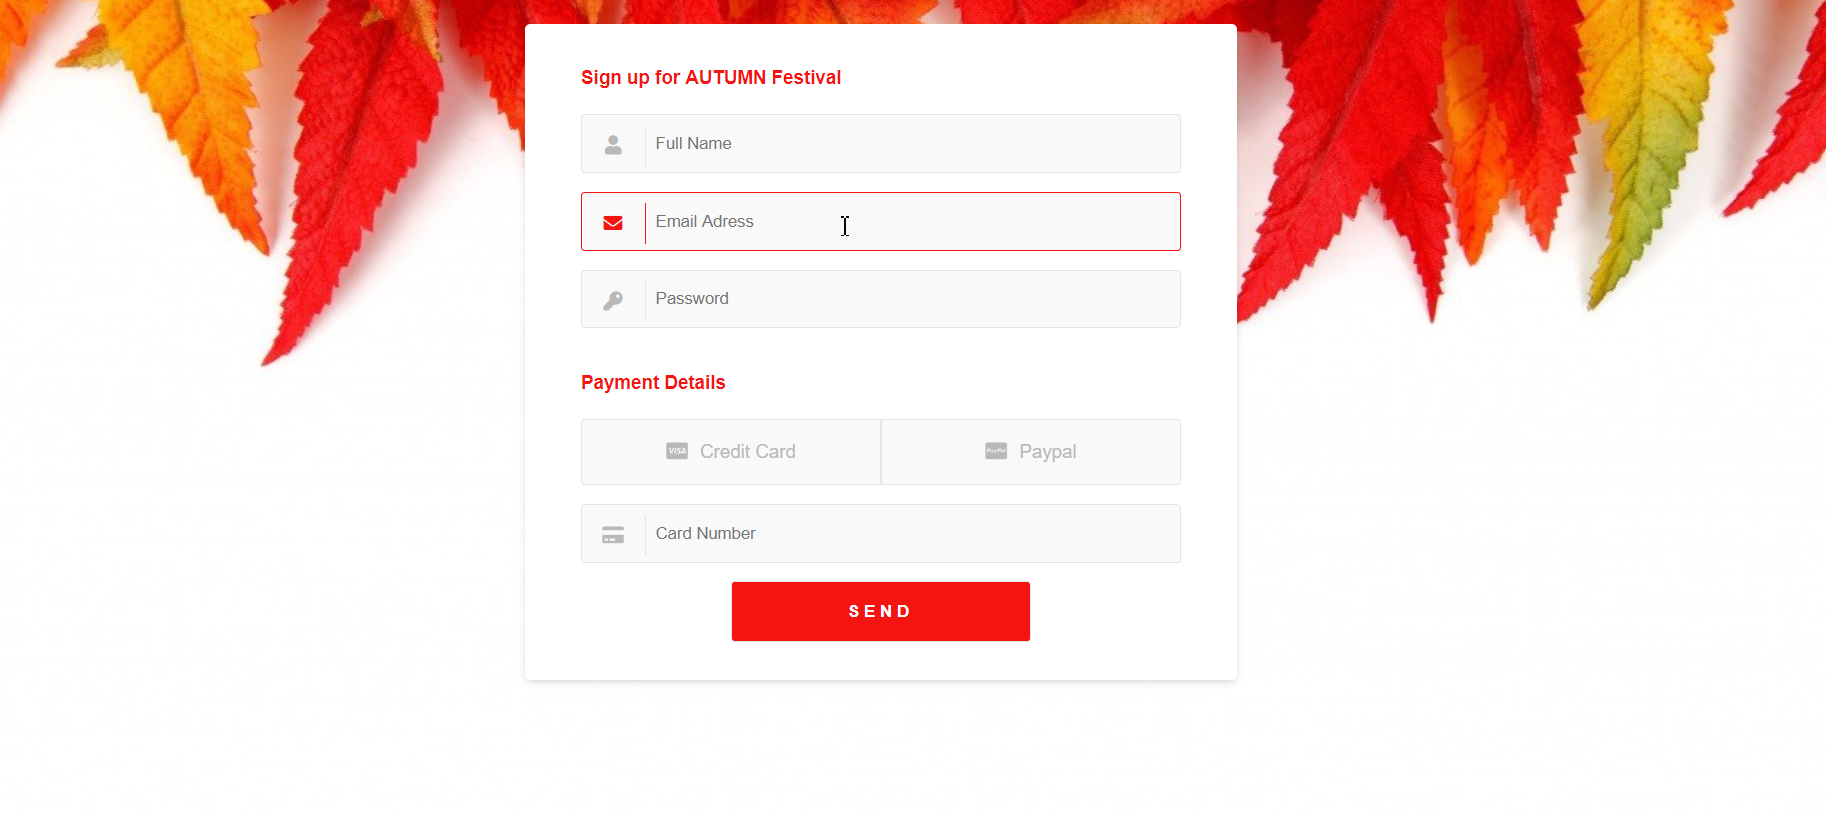 Sign up for AUTUMN Festival
Full Name
Email Adress
Password
Payment Details
VISA Credit Card
PayPal Paypal
Card Number
SEND